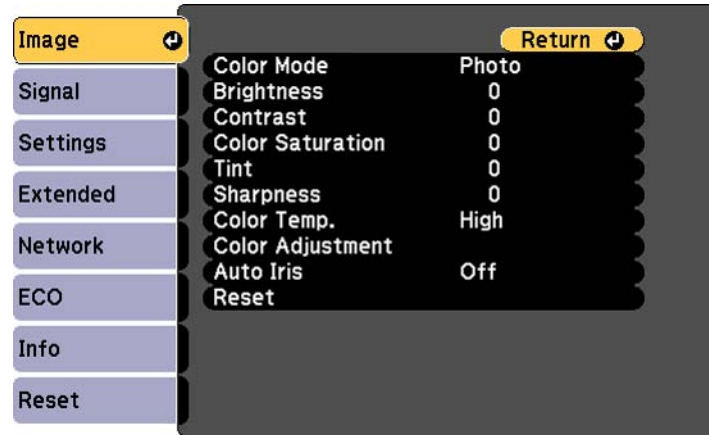 Image
Signal
Settings
Extended
Network
ECO
Info
Reset
Return
Color Mode Photo
Brightness 0
Contrast 0
Color Saturation 0
Tint 0
Sharpness 0
Color Temp. High
Color Adjustment
Auto Iris Off
Reset